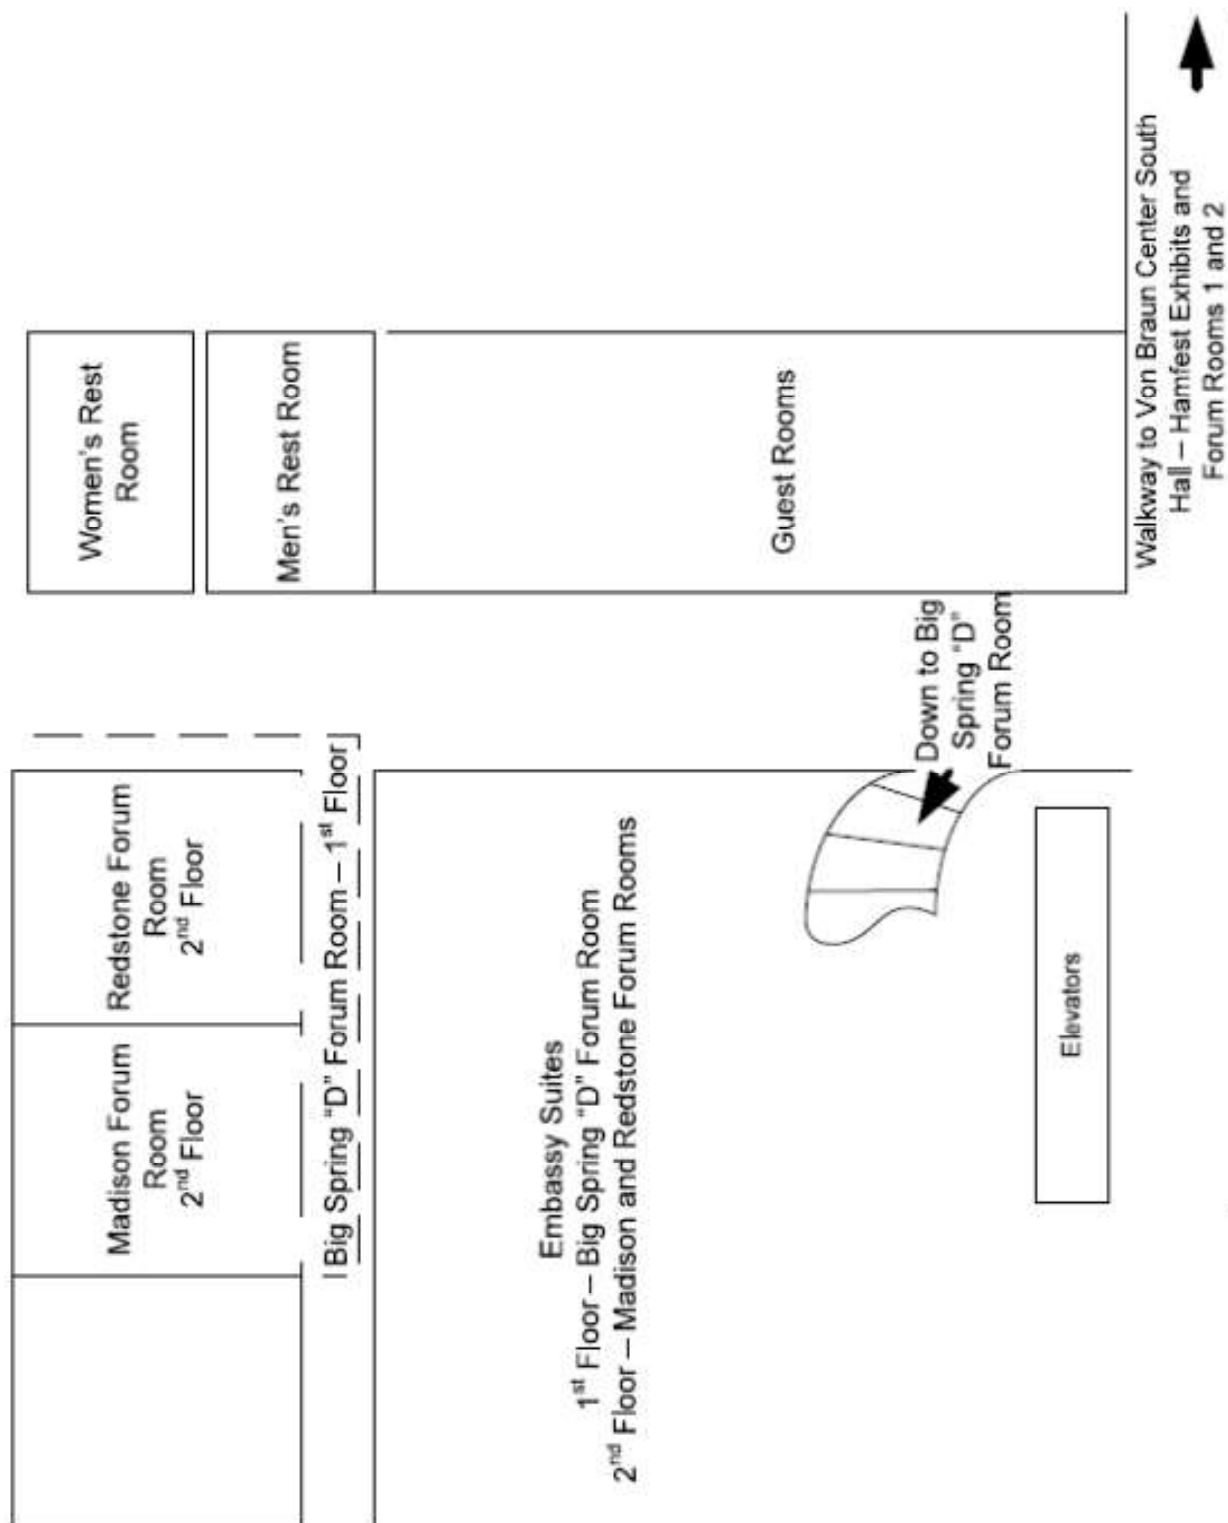 Women's Rest
Room
Men's Rest Room
Guest Rooms
Walkway to Von Braun Center South
Hall – Hamfest Exhibits and
Forum Rooms 1 and 2
Madison Forum
Room
2nd Floor
Redstone Forum
Room
2nd Floor
Big Spring “D” Forum Room – 1st Floor
Embassy Suites
1st Floor – Big Spring “D” Forum Room
2nd Floor – Madison and Redstone Forum Rooms
Down to Big
Spring “D”
Forum Room
Elevators